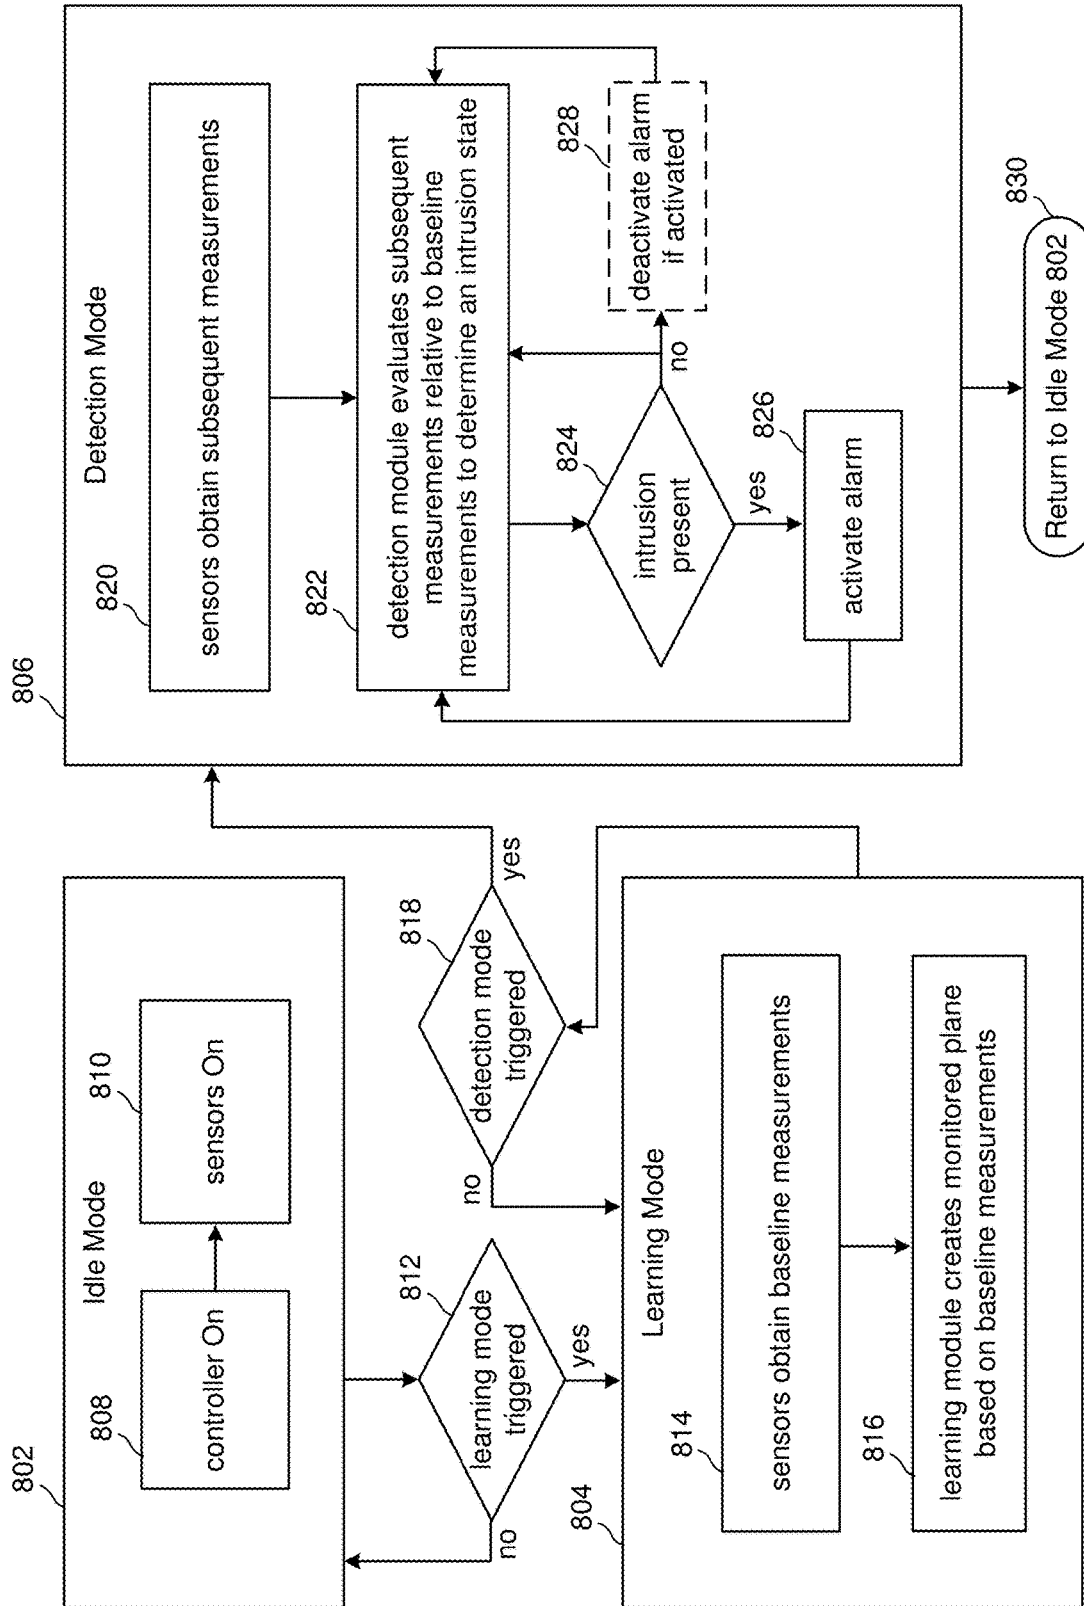 802
Idle Mode
808
controller On
810
sensors On
812
learning mode
triggered
no
yes
804
Learning Mode
814
sensors obtain baseline measurements
816
learning module creates monitored plane
based on baseline measurements
818
detection mode
triggered
no
yes
806
Detection Mode
820
sensors obtain subsequent measurements
822
detection module evaluates subsequent
measurements relative to baseline
measurements to determine an intrusion state
824
intrusion
present
no
yes
828
deactivate alarm
if activated
826
activate alarm
830
Return to Idle Mode 802